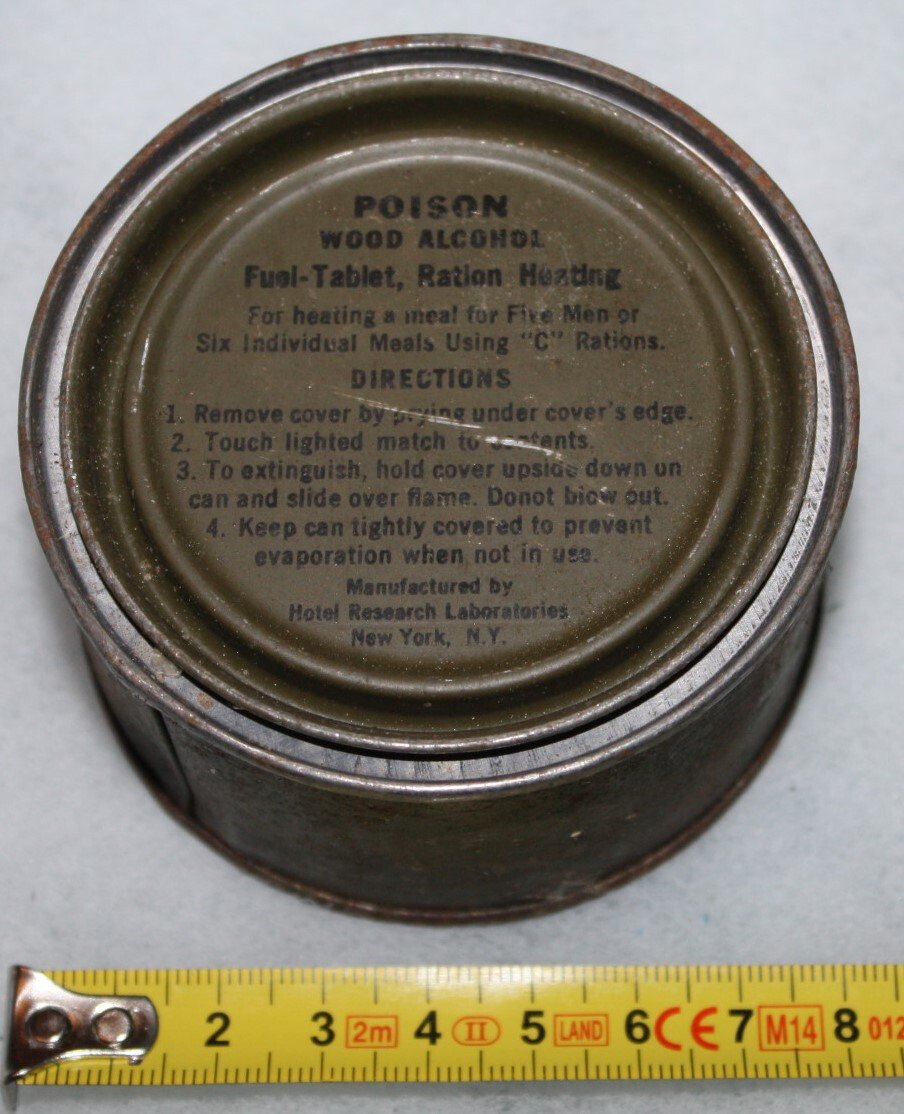 POISON
WOOD ALCOHOL
Fuel-Tablet, Ration Heating
For heating a meal for Five Men or
Six Individual Meals Using "C" Rations.
DIRECTIONS
1. Remove cover by prying under cover's edge.
2. Touch lighted match to contents.
3. To extinguish, hold cover upside down on
can and slide over flame. Donot blow out.
4. Keep can tightly covered to prevent
evaporation when not in use.
Manufactured by
Hotel Research Laboratories
New York, N.Y.
2 3 2m 4 II 5 LAND 6 CE 7 M14 8 012